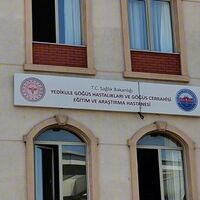 T.C. Sağlık Bakanlığı
YEDİKULE GÖĞÜS HASTALIKLARI VE GÖĞÜS CERRAHİSİ
EĞİTİM VE ARAŞTIRMA HASTANESİ